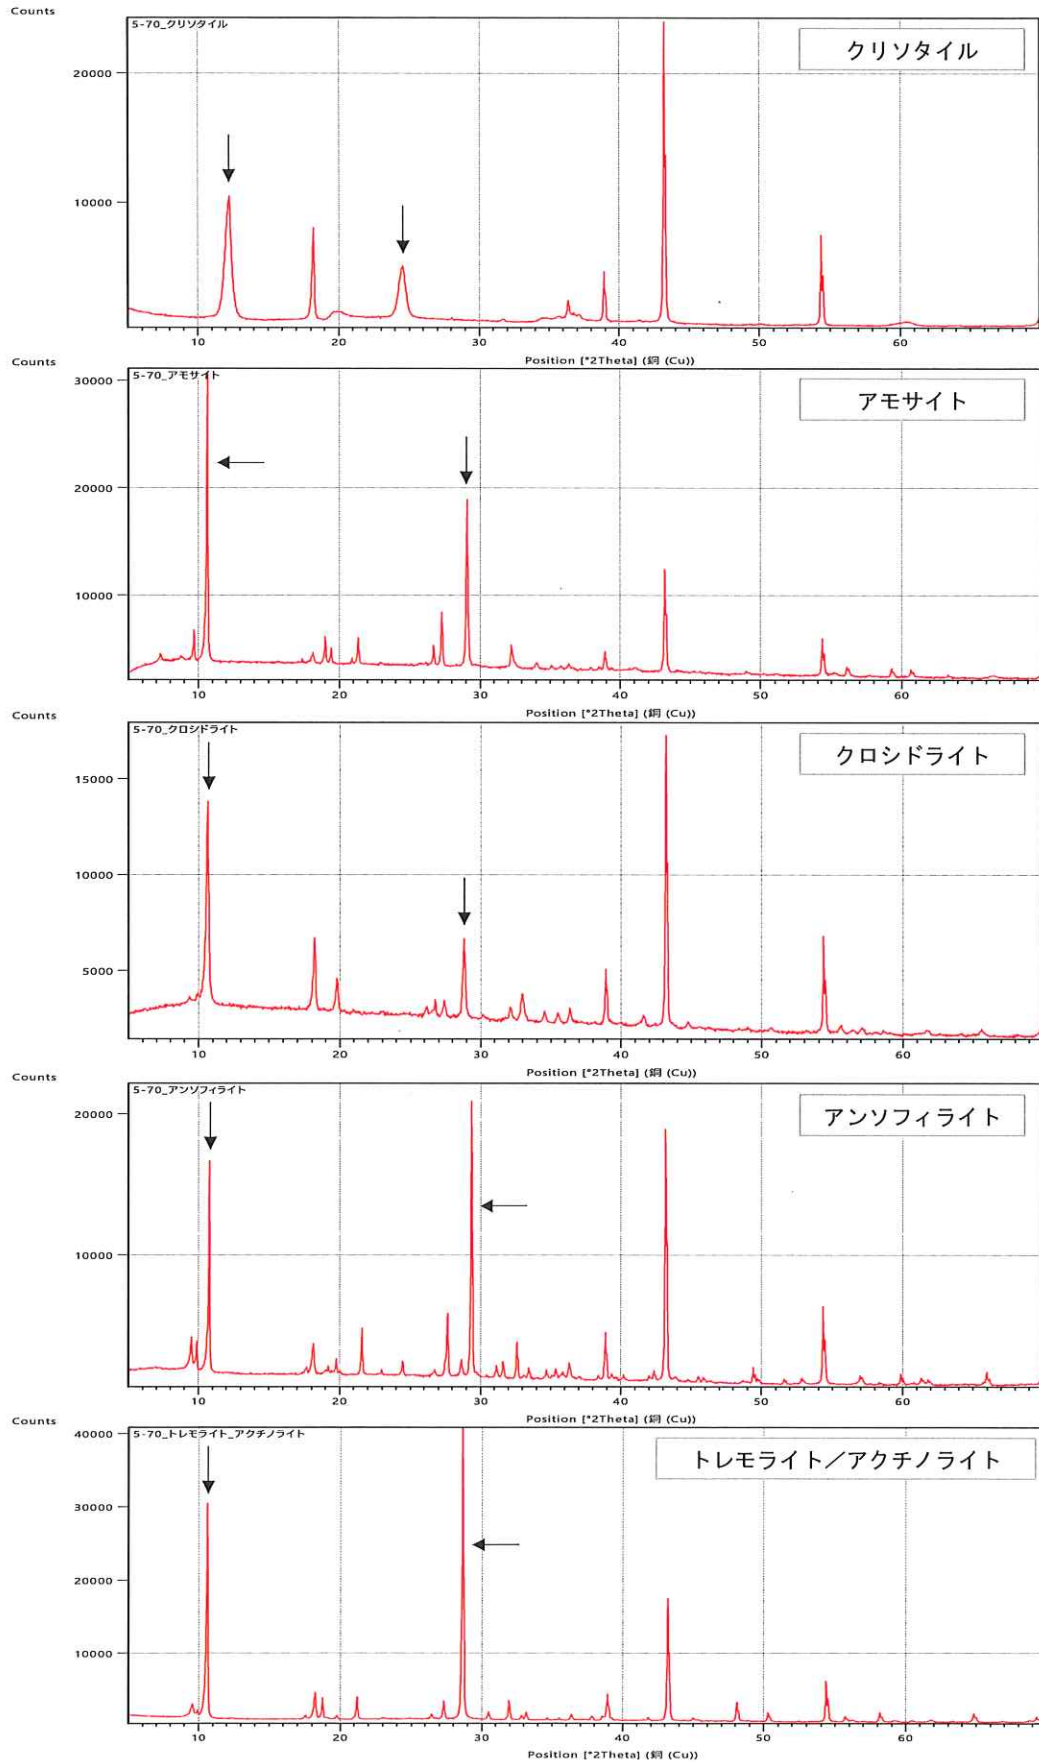 Counts
5-70_クリソタイル
クリソタイル
20000
10000
10 20 30 40 50 60
Position [°2Theta] (銅 (Cu))
Counts
5-70_アモサイト
アモサイト
30000
20000
10000
10 20 30 40 50 60
Position [°2Theta] (銅 (Cu))
Counts
5-70_クロシドライト
クロシドライト
15000
10000
5000
10 20 30 40 50 60
Position [°2Theta] (銅 (Cu))
Counts
5-70_アンソフィライト
アンソフィライト
20000
10000
10 20 30 40 50 60
Position [°2Theta] (銅 (Cu))
Counts
5-70_トレモライト_アクチノライト
トレモライト／アクチノライト
40000
30000
20000
10000
10 20 30 40 50 60
Position [°2Theta] (銅 (Cu))